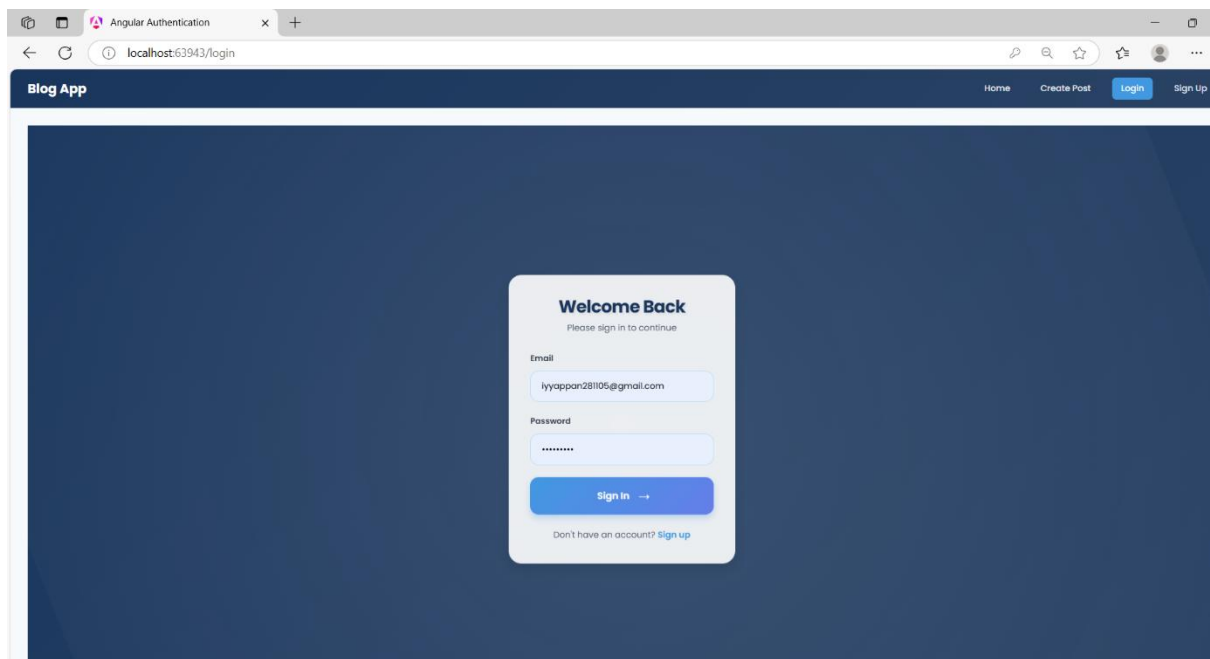 Angular Authentication
localhost:63943/login
Blog App
Home
Create Post
Login
Sign Up
Welcome Back
Please sign in to continue
Email
iyyappan281105@gmail.com
Password
•••••••••
Sign In →
Don't have an account? Sign up